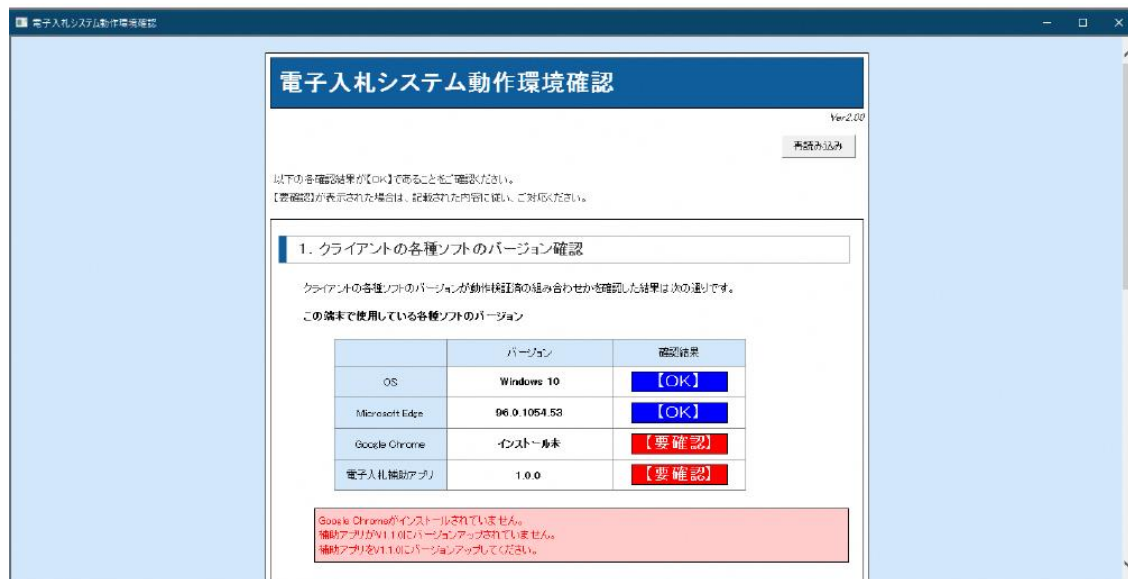 電子入札システム動作環境確認
電子入札システム動作環境確認
Ver2.00
再読み込み
以下の各確認結果が【OK】であることをご確認ください。
【要確認】が表示された場合は、記載された内容に従い、ご対応ください。
1. クライアントの各種ソフトのバージョン確認
クライアントの各種ソフトのバージョンが動作検証済の組み合わせかを確認した結果は次の通りです。
この端末で使用している各種ソフトのバージョン
バージョン 確認結果
OS Windows 10 【OK】
Microsoft Edge 96.0.1054.53 【OK】
Google Chrome インストール未 【要確認】
電子入札補助アプリ 1.0.0 【要確認】
Google Chromeがインストールされていません。
補助アプリがV1.1.0にバージョンアップされていません。
補助アプリをV1.1.0にバージョンアップしてください。